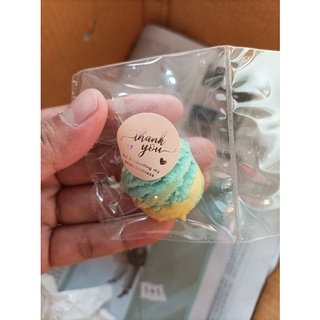 thank
you
for supporting my
small business